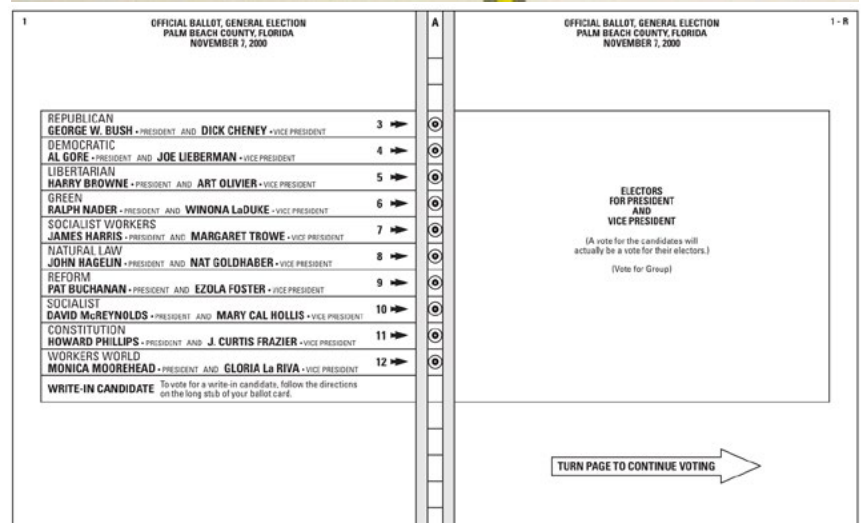 1
OFFICIAL BALLOT, GENERAL ELECTION
PALM BEACH COUNTY, FLORIDA
NOVEMBER 7, 2000
REPUBLICAN
GEORGE W. BUSH • PRESIDENT AND DICK CHENEY • VICE PRESIDENT 3
DEMOCRATIC
AL GORE • PRESIDENT AND JOE LIEBERMAN • VICE PRESIDENT 4
LIBERTARIAN
HARRY BROWNE • PRESIDENT AND ART OLIVIER • VICE PRESIDENT 5
GREEN
RALPH NADER • PRESIDENT AND WINONA LaDUKE • VICE PRESIDENT 6
SOCIALIST WORKERS
JAMES HARRIS • PRESIDENT AND MARGARET TROWE • VICE PRESIDENT 7
NATURAL LAW
JOHN HAGELIN • PRESIDENT AND NAT GOLDHABER • VICE PRESIDENT 8
REFORM
PAT BUCHANAN • PRESIDENT AND EZOLA FOSTER • VICE PRESIDENT 9
SOCIALIST
DAVID McREYNOLDS • PRESIDENT AND MARY CAL HOLLIS • VICE PRESIDENT 10
CONSTITUTION
HOWARD PHILLIPS • PRESIDENT AND J. CURTIS FRAZIER • VICE PRESIDENT 11
WORKERS WORLD
MONICA MOOREHEAD • PRESIDENT AND GLORIA La RIVA • VICE PRESIDENT 12
WRITE-IN CANDIDATE To vote for a write-in candidate, follow the directions
on the long stub of your ballot card.
A
OFFICIAL BALLOT, GENERAL ELECTION
PALM BEACH COUNTY, FLORIDA
NOVEMBER 7, 2000
1 - R
ELECTORS
FOR PRESIDENT
AND
VICE PRESIDENT
(A vote for the candidates will
actually be a vote for their electors.)
(Vote for Group)
TURN PAGE TO CONTINUE VOTING